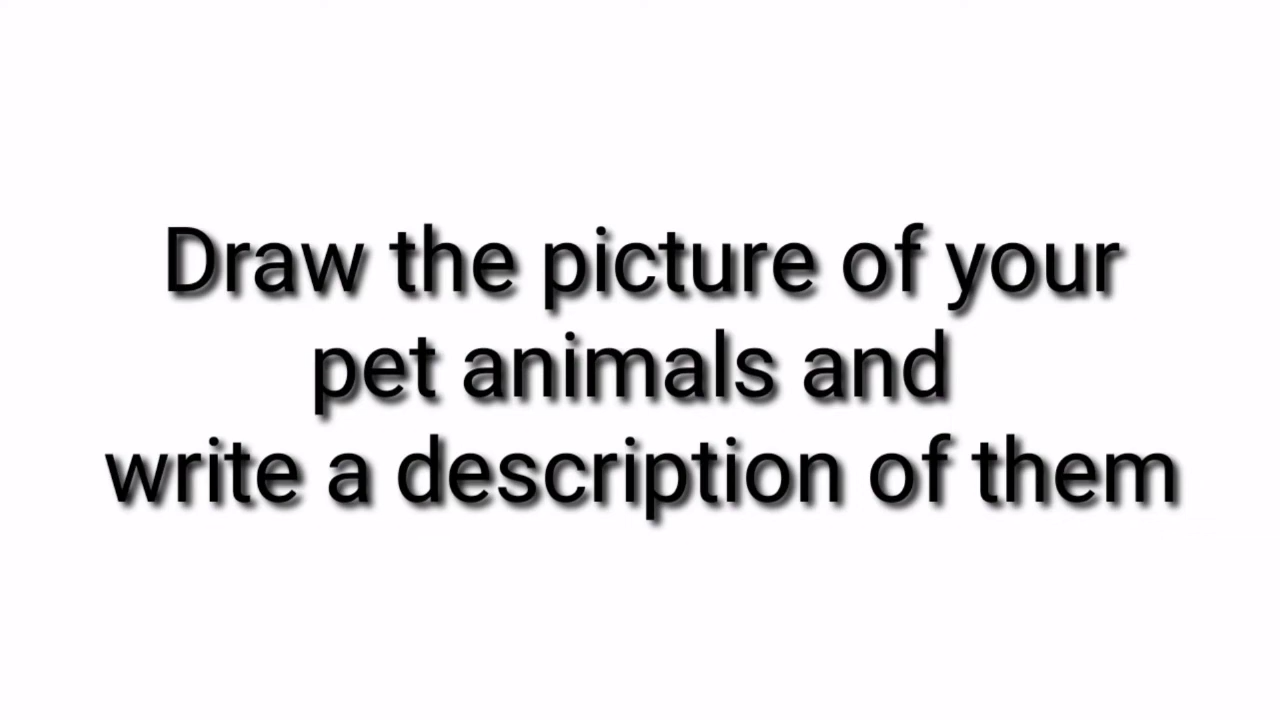 Draw the picture of your
pet animals and
write a description of them